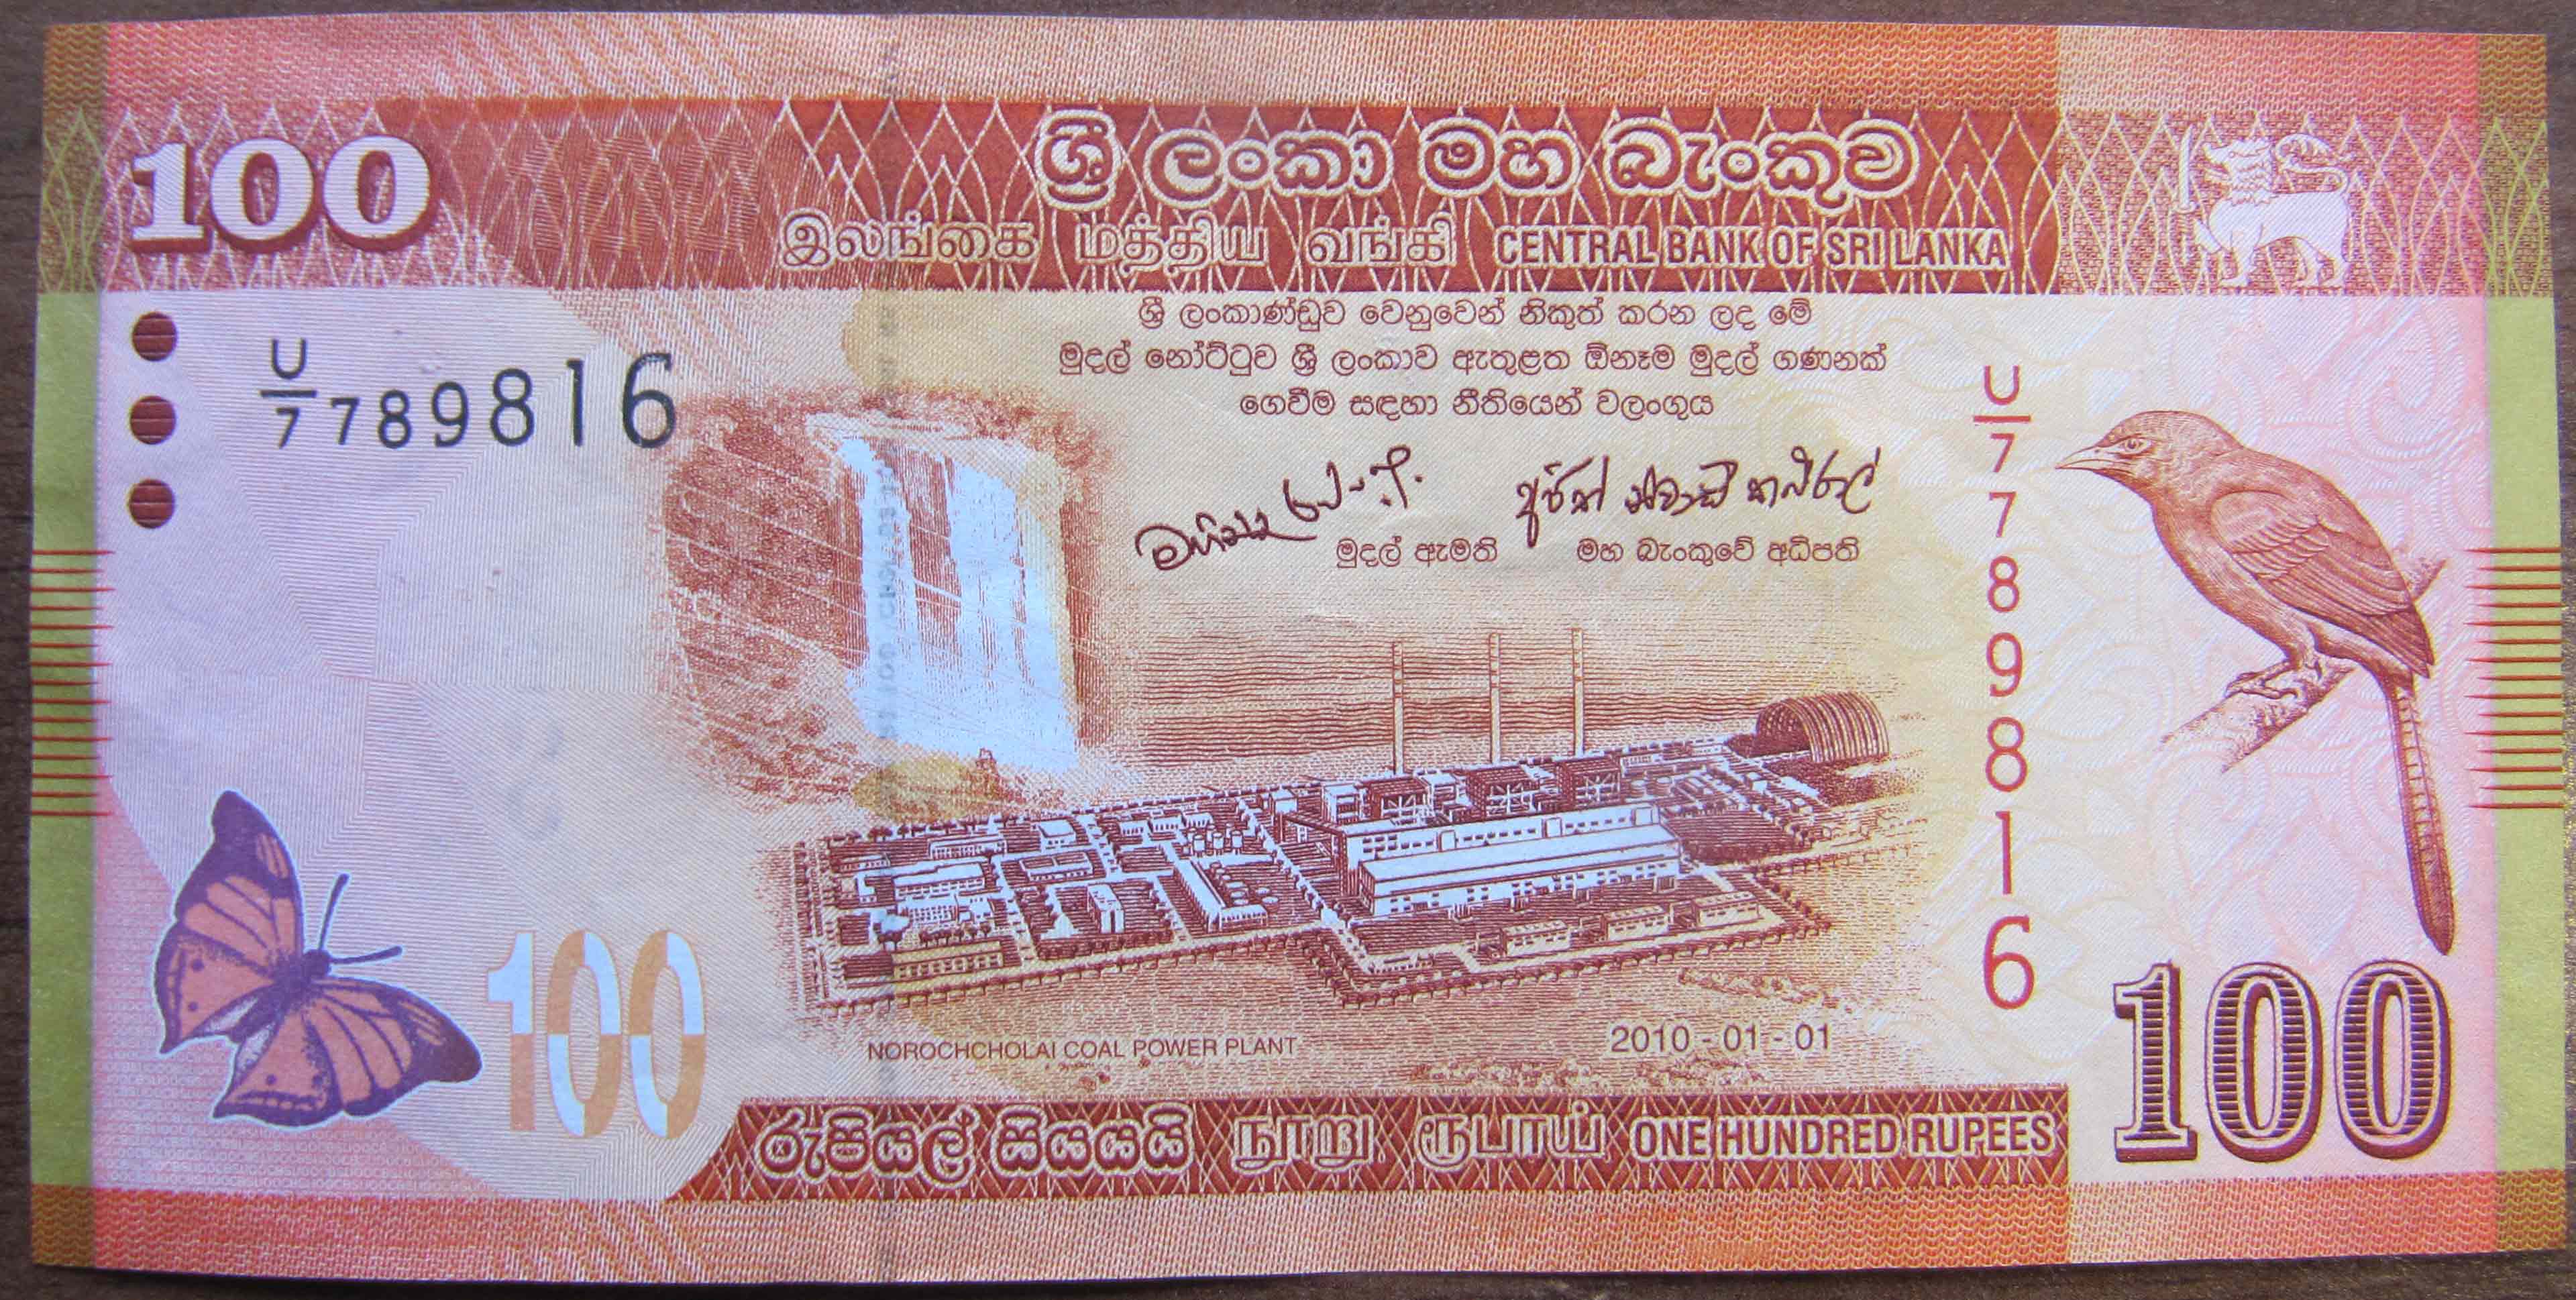 100
ශ්‍රී ලංකා මහ බැංකුව
இலங்கை மத்திய வங்கி CENTRAL BANK OF SRI LANKA
ශ්‍රී ලංකාණ්ඩුව වෙනුවෙන් නිකුත් කරන ලද මේ
මුදල් නෝට්ටුව ශ්‍රී ලංකාව ඇතුළත ඕනෑම මුදල් ගණනක්
ගෙවීම සඳහා නීතියෙන් වලංගුය
U/7 789816
U/7 789816
මුදල් ඇමති මහ බැංකුවේ අධිපති
100
NOROCHCHOLAI COAL POWER PLANT
2010 - 01 - 01
රුපියල් සියයයි நூறு ரூபாய் ONE HUNDRED RUPEES
100